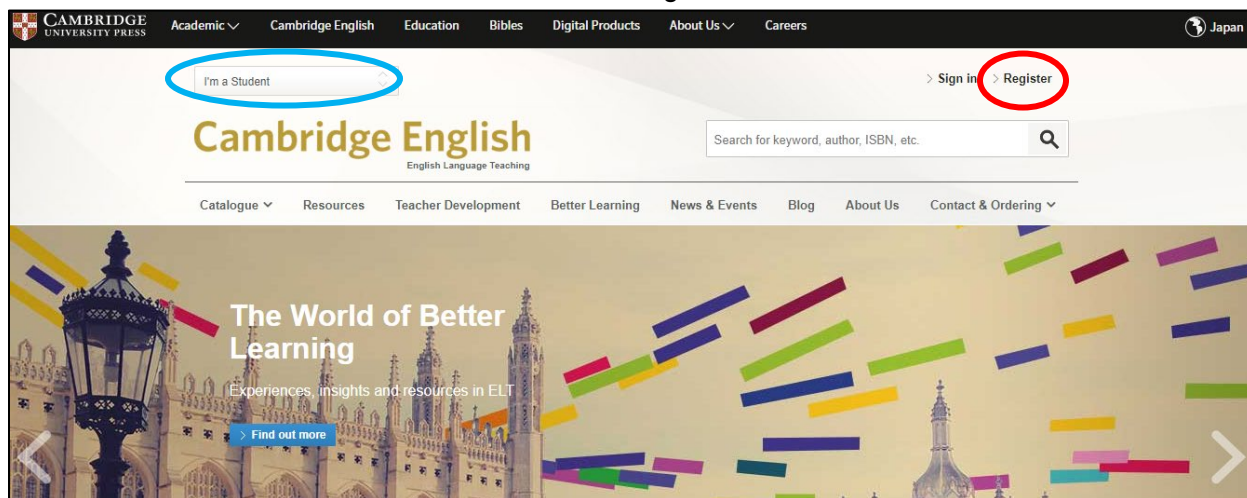 CAMBRIDGE
UNIVERSITY PRESS
Academic Cambridge English Education Bibles Digital Products About Us Careers Japan
I'm a Student
> Sign in > Register
Cambridge English
English Language Teaching
Search for keyword, author, ISBN, etc.
Catalogue Resources Teacher Development Better Learning News & Events Blog About Us Contact & Ordering
The World of Better
Learning
Experiences, insights and resources in ELT
> Find out more